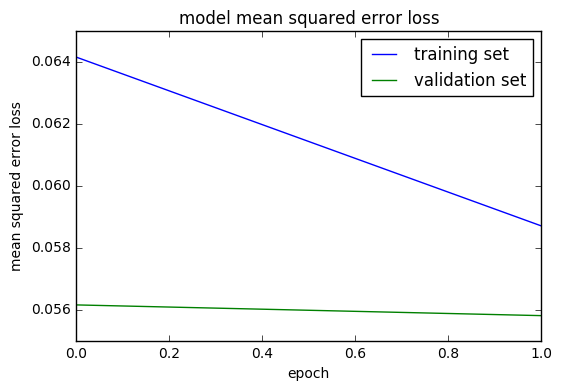 model mean squared error loss
training set
validation set
mean squared error loss
0.064
0.062
0.060
0.058
0.056
0.0 0.2 0.4 0.6 0.8 1.0
epoch